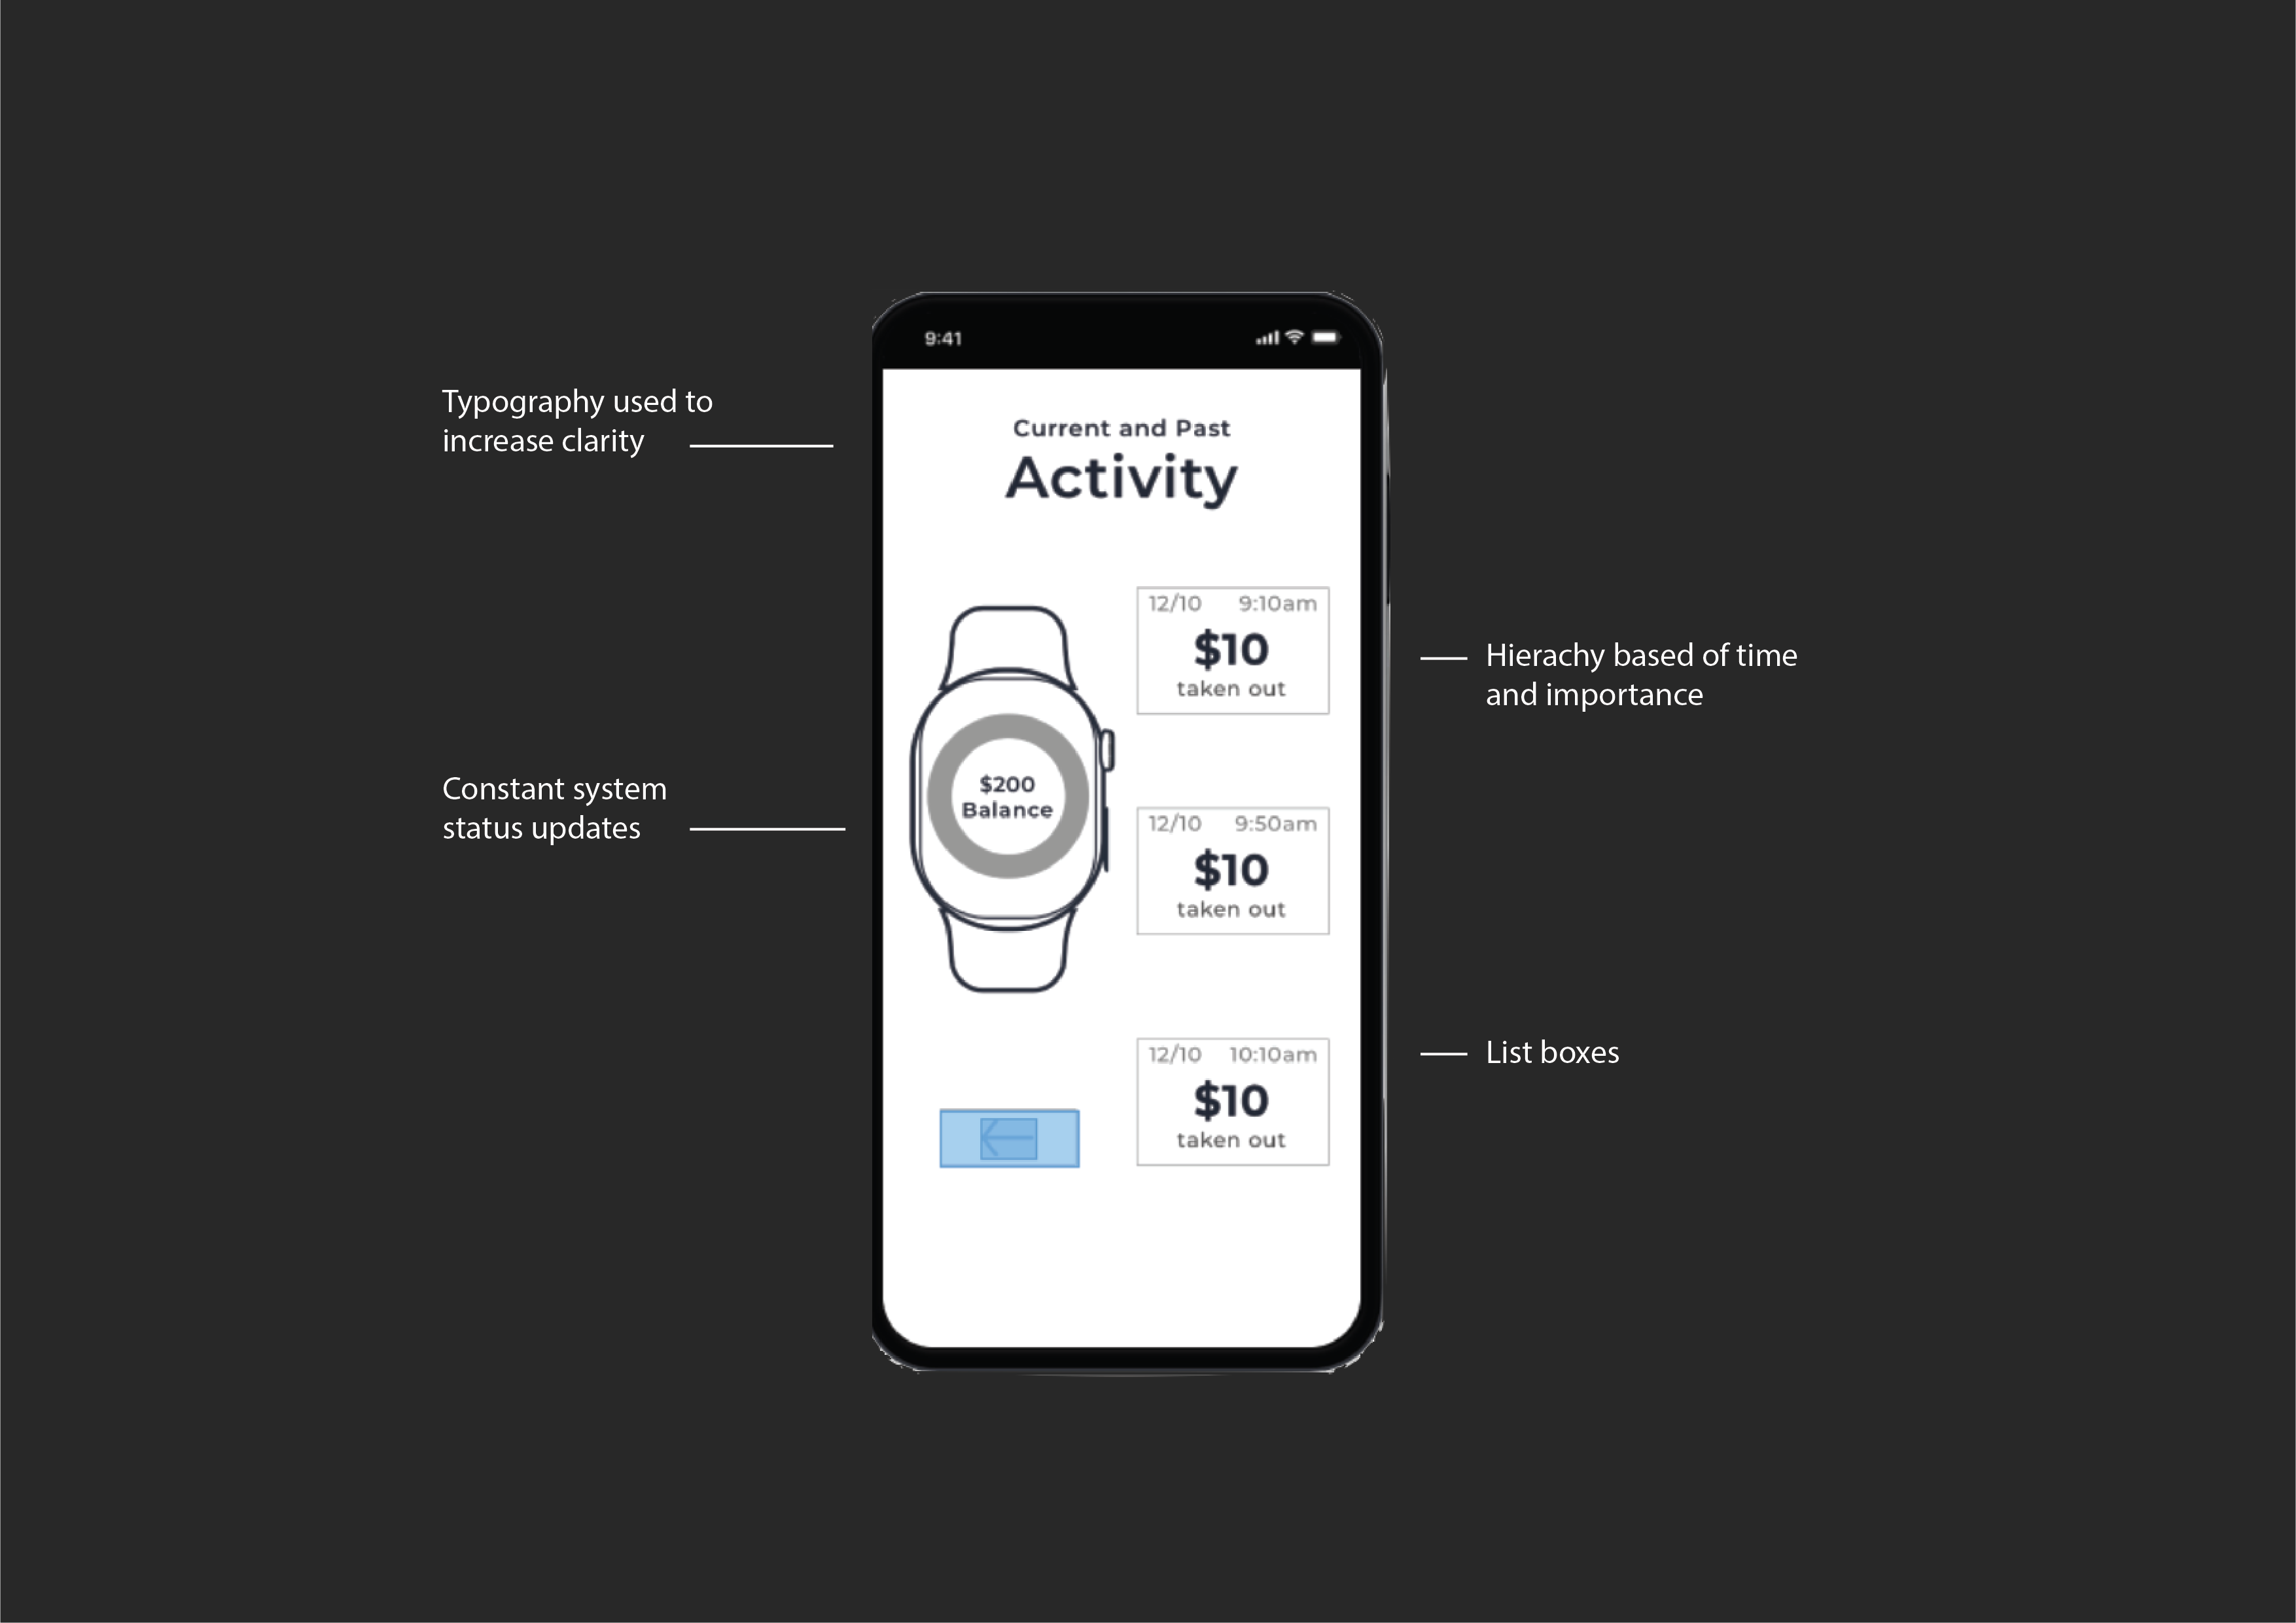 9:41
Typography used to
increase clarity
Current and Past
Activity
12/10 9:10am
$10
taken out
Hierachy based of time
and importance
Constant system
status updates
$200
Balance
12/10 9:50am
$10
taken out
List boxes
12/10 10:10am
$10
taken out